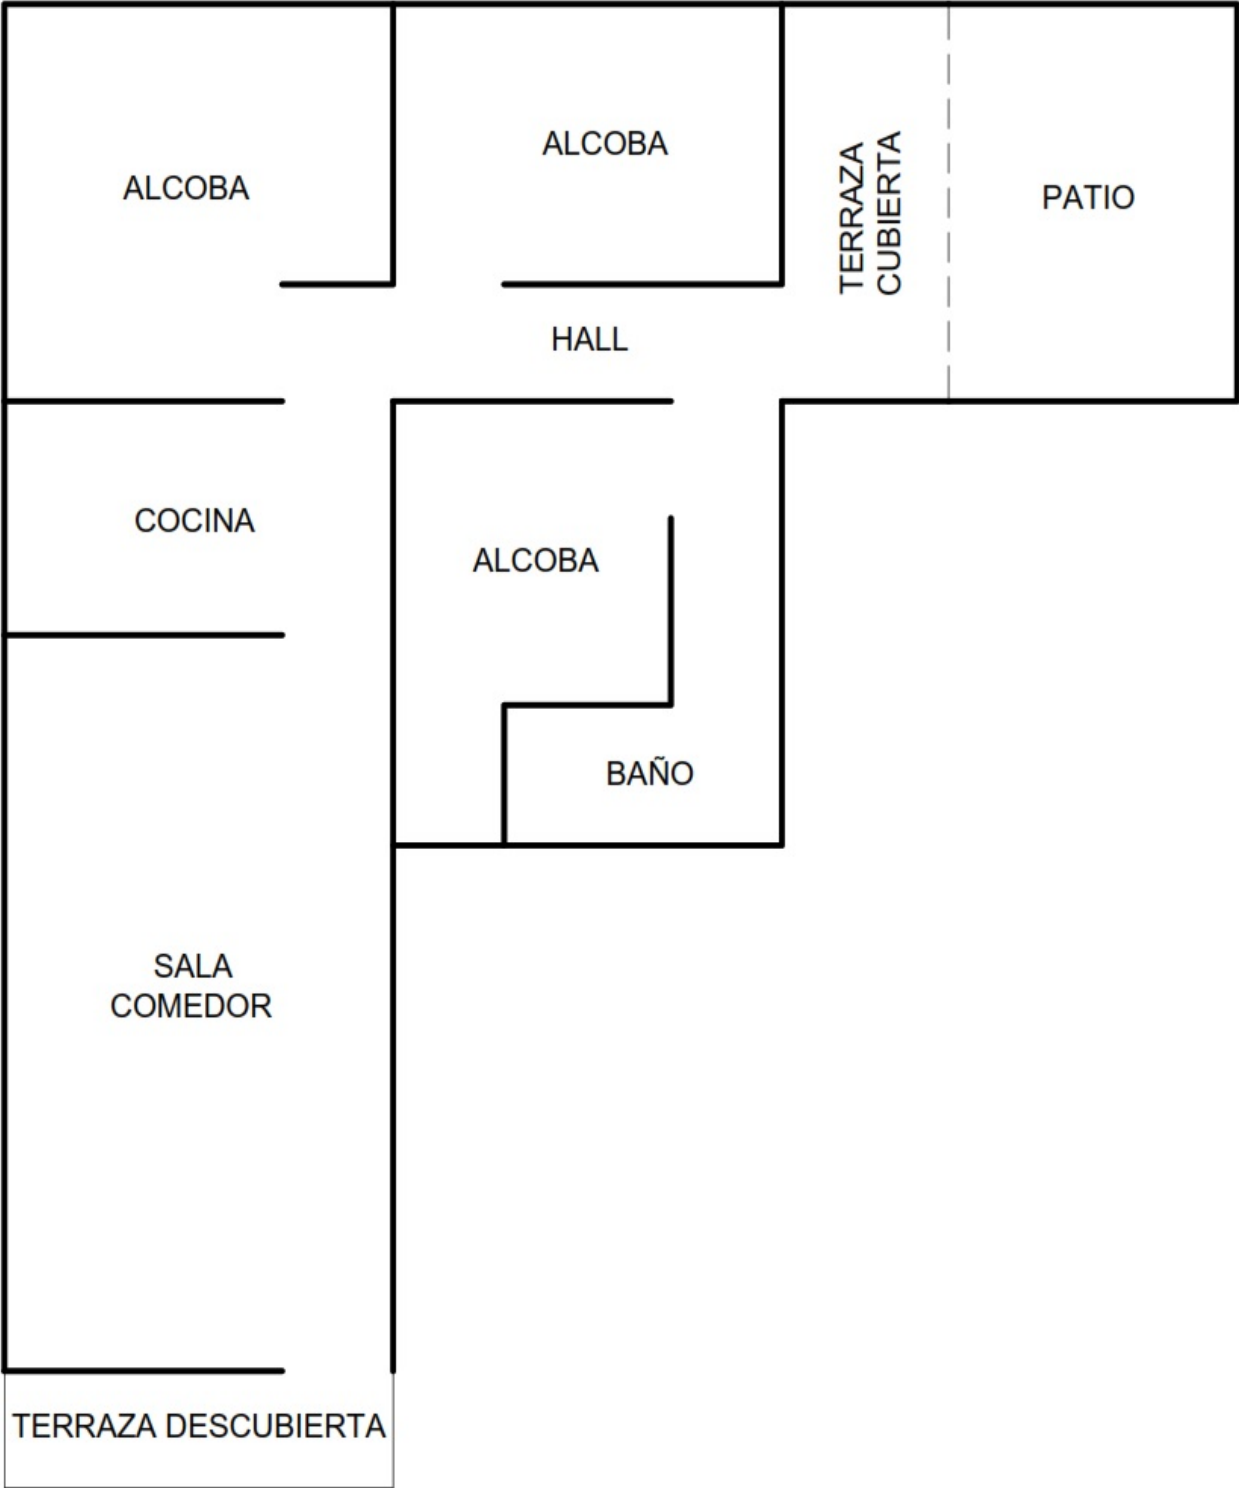 ALCOBA
ALCOBA
TERRAZA
CUBIERTA
PATIO
HALL
COCINA
ALCOBA
BAÑO
SALA
COMEDOR
TERRAZA DESCUBIERTA